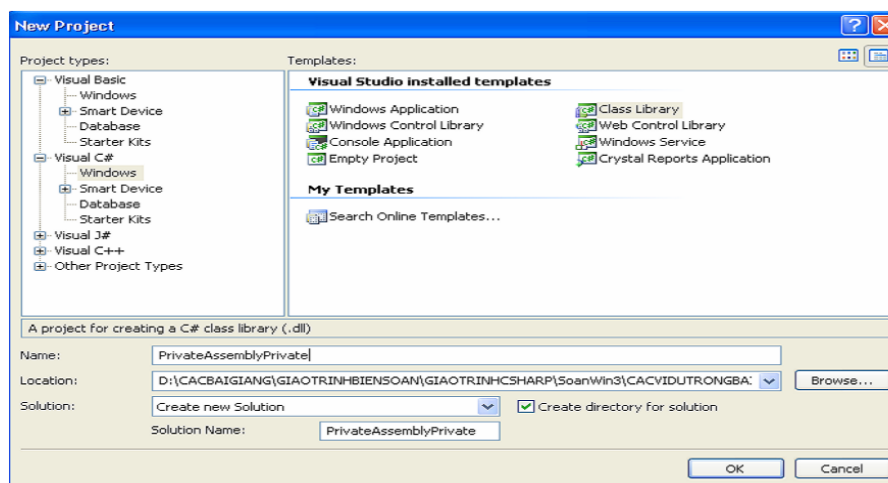 New Project
Project types:
Templates:
Visual Basic
Windows
Smart Device
Database
Starter Kits
Visual C#
Windows
Smart Device
Database
Starter Kits
Visual J#
Visual C++
Other Project Types
Visual Studio installed templates
Windows Application
Class Library
Windows Control Library
Web Control Library
Console Application
Windows Service
Empty Project
Crystal Reports Application
My Templates
Search Online Templates...
A project for creating a C# class library (.dll)
Name: PrivateAssemblyPrivate
Location: D:\CACBAIGIANG\GIAOTRINHBIENSOAN\GIAOTRINHCSHARP\SoanWin3\CACVIDUTRONGBA: Browse...
Solution: Create new Solution Create directory for solution
Solution Name: PrivateAssemblyPrivate
OK Cancel